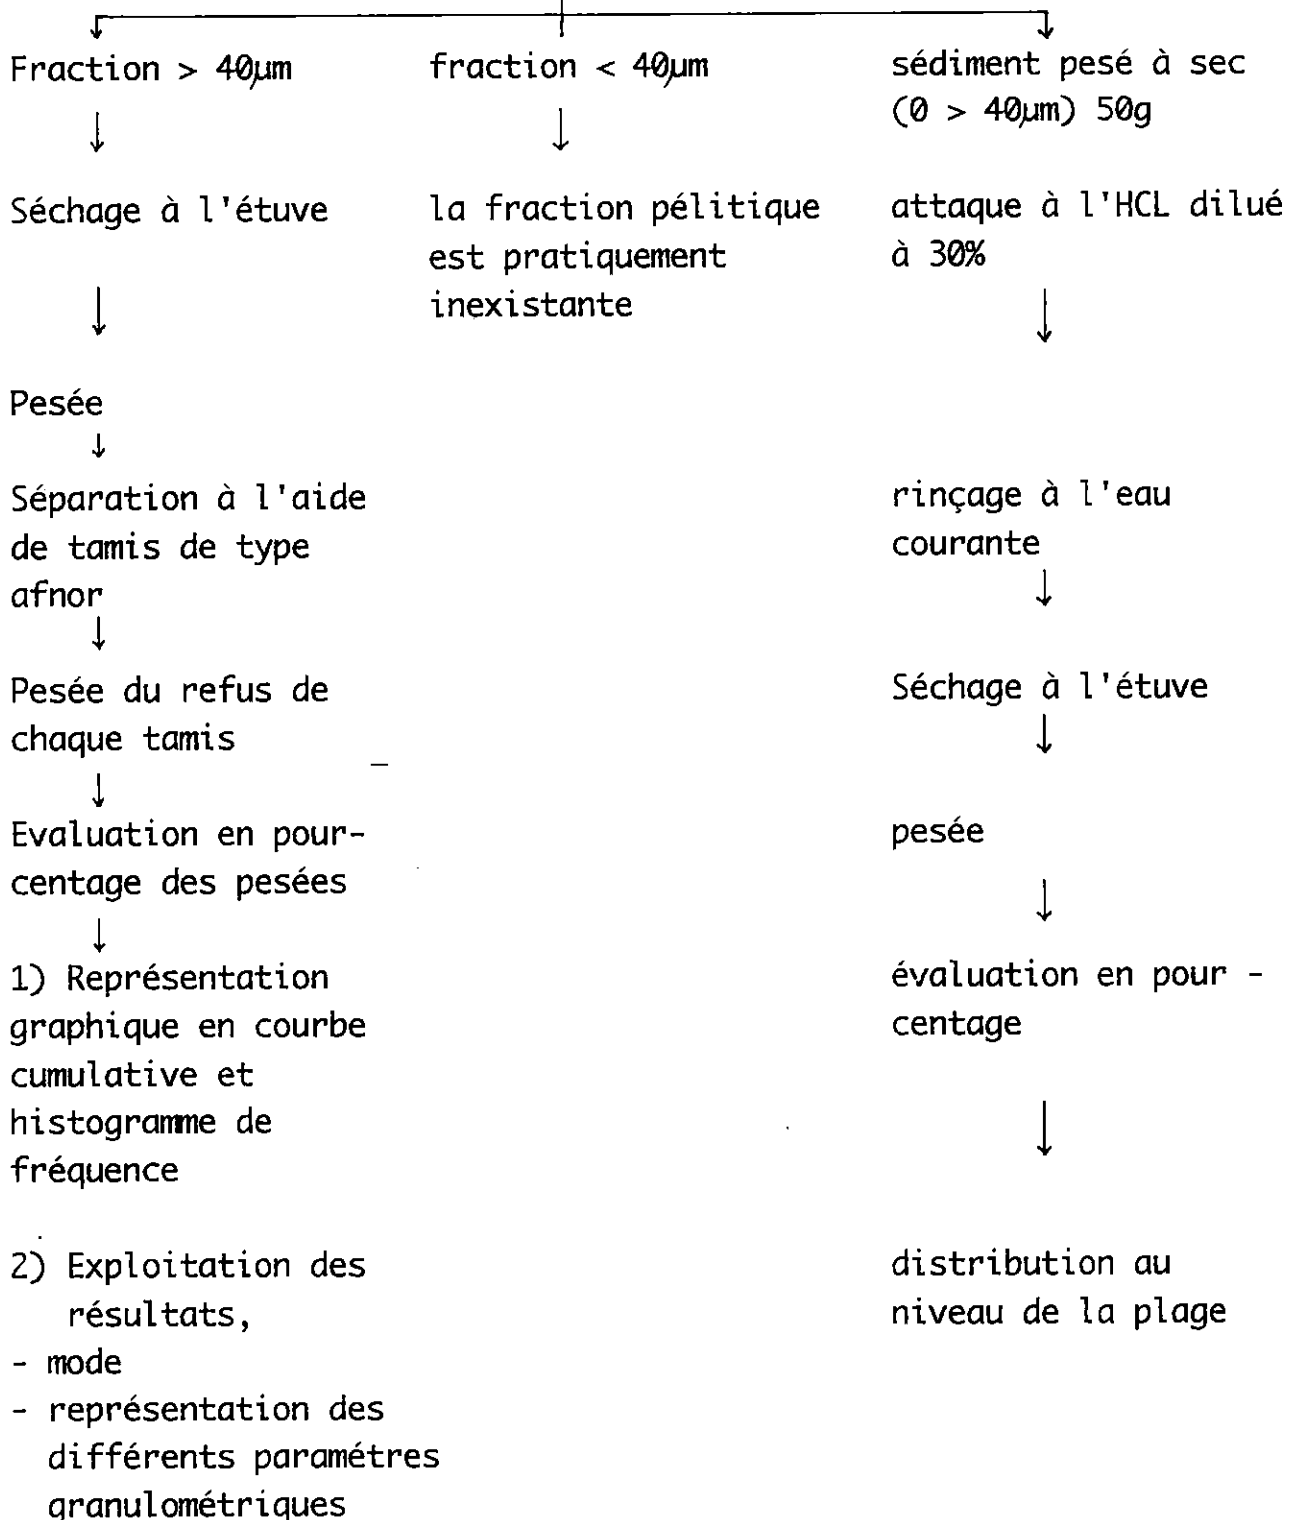 Fraction > 40µm
↓
Séchage à l'étuve
↓
Pesée
↓
Séparation à l'aide
de tamis de type
afnor
↓
Pesée du refus de
chaque tamis
↓
Evaluation en pour-
centage des pesées
↓
1) Représentation
graphique en courbe
cumulative et
histogramme de
fréquence
2) Exploitation des
résultats,
- mode
- représentation des
différents paramétres
granulométriques
fraction < 40µm
↓
la fraction pélitique
est pratiquement
inexistante
sédiment pesé à sec
(0 > 40µm) 50g
attaque à l'HCL dilué
à 30%
↓
rinçage à l'eau
courante
↓
Séchage à l'étuve
↓
pesée
↓
évaluation en pour -
centage
↓
distribution au
niveau de la plage